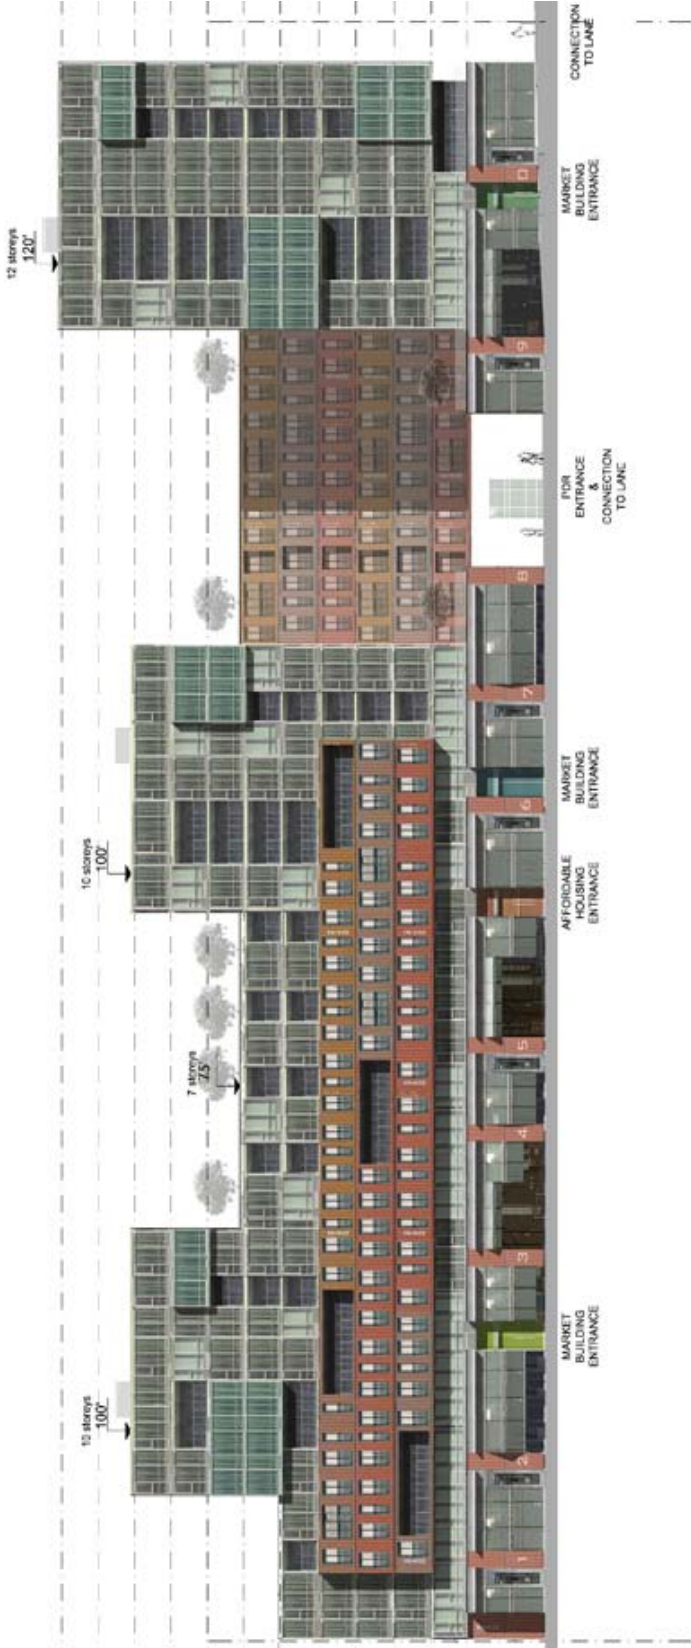 10 storeys
100'
7 storeys
75'
10 storeys
100'
12 storeys
120'
1
2
3
4
5
6
7
8
9
MARKET
BUILDING
ENTRANCE
AFFORDABLE
HOUSING
ENTRANCE
MARKET
BUILDING
ENTRANCE
PDR
ENTRANCE
&
CONNECTION
TO LANE
MARKET
BUILDING
ENTRANCE
CONNECTION
TO LANE